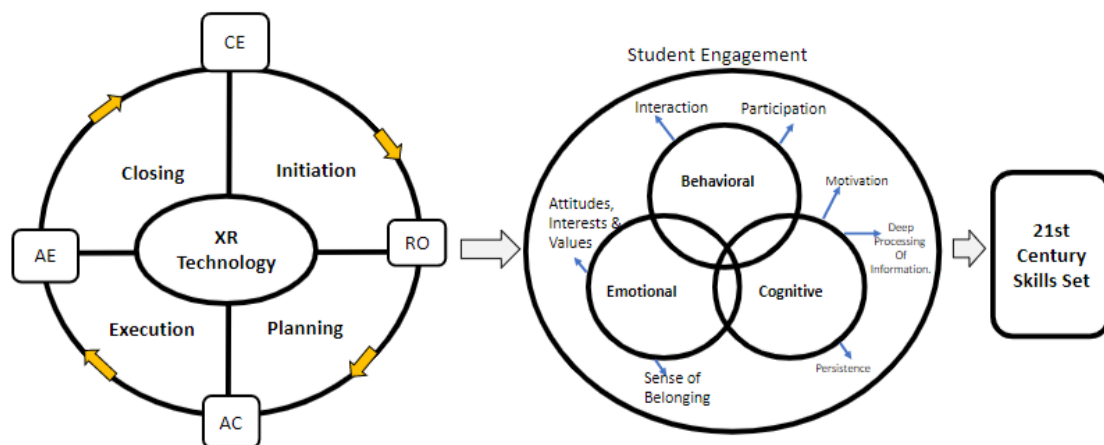 CE
Closing
Initiation
AE
XR
Technology
RO
Execution
Planning
AC
Student Engagement
Interaction
Participation
Behavioral
Motivation
Attitudes,
Interests &
Values
Deep
Processing
Of
Information.
Emotional
Cognitive
Persistence
Sense of
Belonging
21st
Century
Skills Set